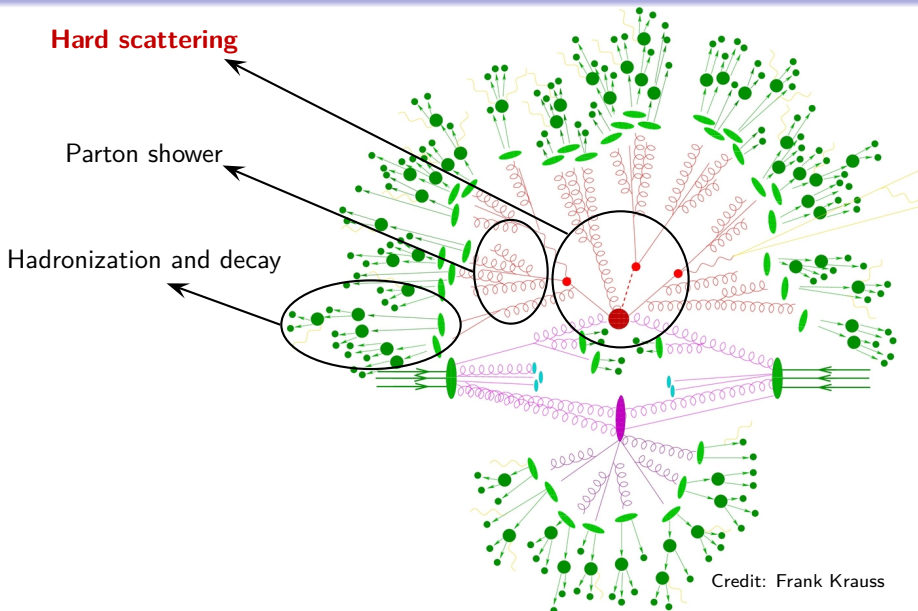 Hard scattering
Parton shower
Hadronization and decay
Credit: Frank Krauss